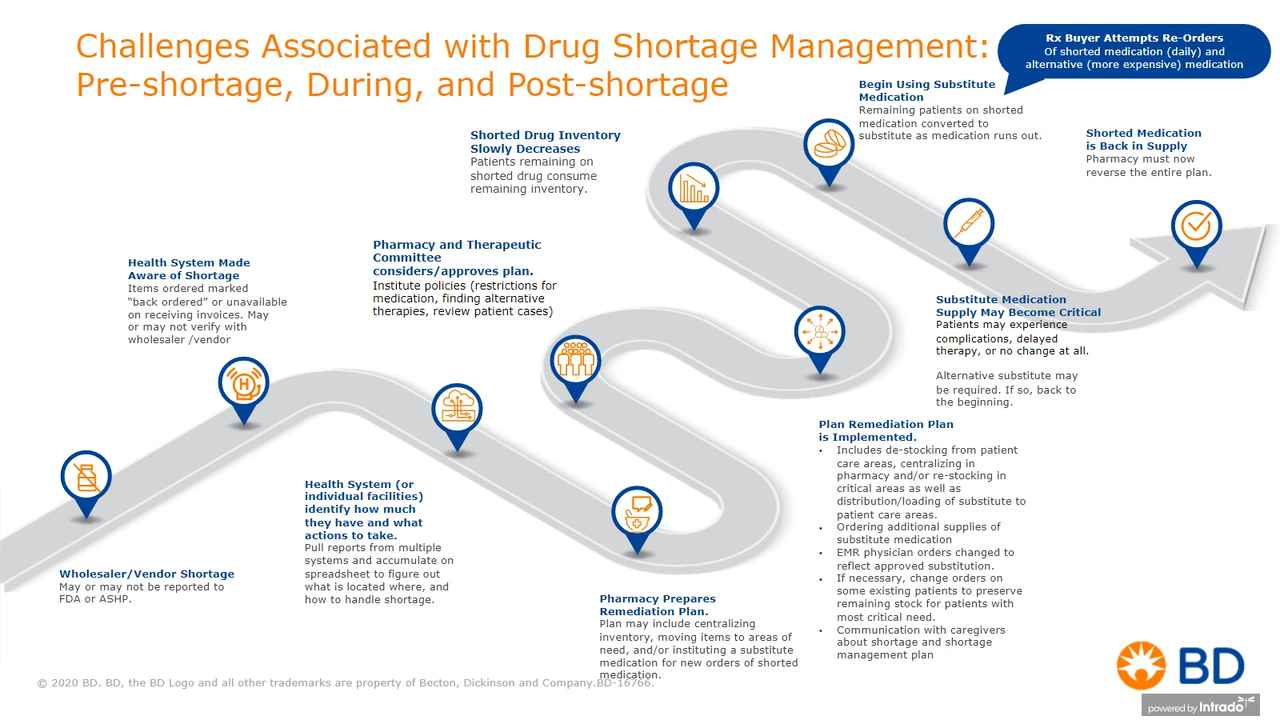 Challenges Associated with Drug Shortage Management:
Pre-shortage, During, and Post-shortage
Rx Buyer Attempts Re-Orders
Of shorted medication (daily) and
alternative (more expensive) medication
Wholesaler/Vendor Shortage
May or may not be reported to
FDA or ASHP.
Health System Made
Aware of Shortage
Items ordered marked
“back ordered” or unavailable
on receiving invoices. May
or may not verify with
wholesaler /vendor
H
Health System (or
individual facilities)
identify how much
they have and what
actions to take.
Pull reports from multiple
systems and accumulate on
spreadsheet to figure out
what is located where, and
how to handle shortage.
Pharmacy Prepares
Remediation Plan.
Plan may include centralizing
inventory, moving items to areas of
need, and/or instituting a substitute
medication for new orders of shorted
medication.
Pharmacy and Therapeutic
Committee
considers/approves plan.
Institute policies (restrictions for
medication, finding alternative
therapies, review patient cases)
Plan Remediation Plan
is Implemented.
• Includes de-stocking from patient
care areas, centralizing in
pharmacy and/or re-stocking in
critical areas as well as
distribution/loading of substitute to
patient care areas.
• Ordering additional supplies of
substitute medication
• EMR physician orders changed to
reflect approved substitution.
• If necessary, change orders on
some existing patients to preserve
remaining stock for patients with
most critical need.
• Communication with caregivers
about shortage and shortage
management plan
Shorted Drug Inventory
Slowly Decreases
Patients remaining on
shorted drug consume
remaining inventory.
Begin Using Substitute
Medication
Remaining patients on shorted
medication converted to
substitute as medication runs out.
Substitute Medication
Supply May Become Critical
Patients may experience
complications, delayed
therapy, or no change at all.
Alternative substitute may
be required. If so, back to
the beginning.
Shorted Medication
is Back in Supply
Pharmacy must now
reverse the entire plan.
© 2020 BD. BD, the BD Logo and all other trademarks are property of Becton, Dickinson and Company.BD-16766.
BD
powered by Intrado